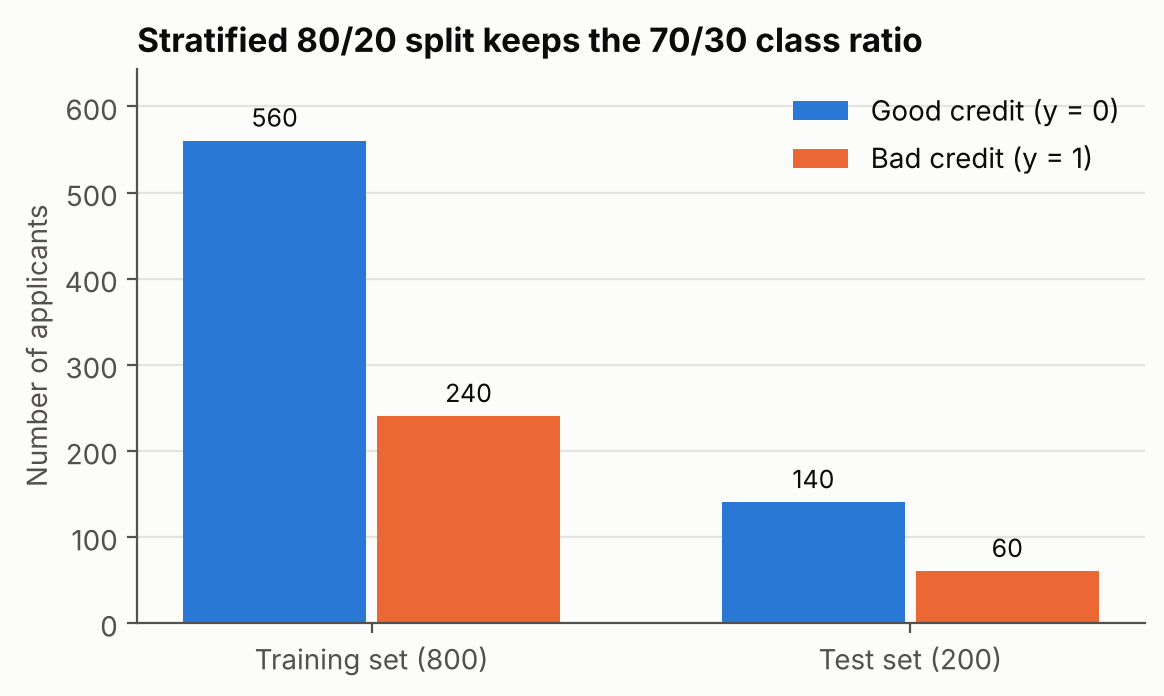 Stratified 80/20 split keeps the 70/30 class ratio
Good credit (y = 0)
Bad credit (y = 1)
Number of applicants
600
500
400
300
200
100
0
560
240
140
60
Training set (800)
Test set (200)